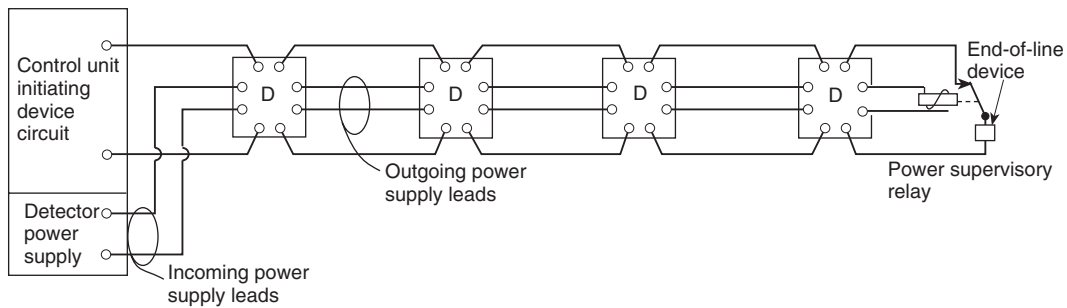 Control unit
initiating
device
circuit
Detector
power
supply
Incoming power
supply leads
D
Outgoing power
supply leads
D
D
D
End-of-line
device
Power supervisory
relay